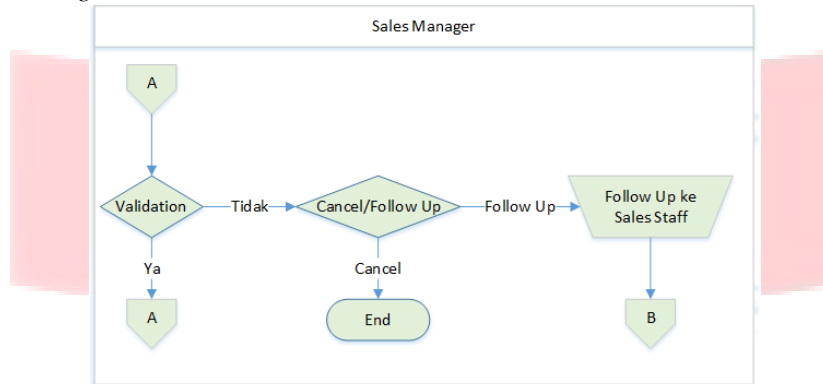 Sales Manager
A
Validation
Tidak
Cancel/Follow Up
Follow Up
Follow Up ke
Sales Staff
Ya
Cancel
A
End
B